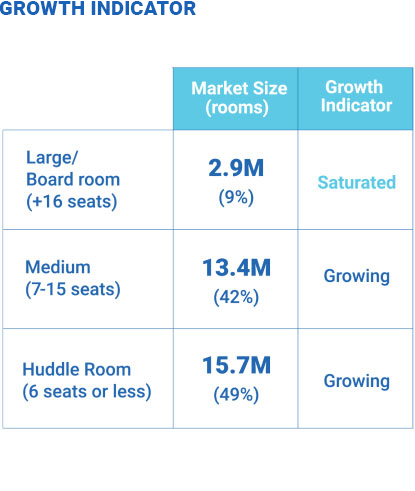 GROWTH INDICATOR
Market Size
(rooms)
Growth
Indicator
Large/
Board room
(+16 seats)
2.9M
(9%)
Saturated
Medium
(7-15 seats)
13.4M
(42%)
Growing
Huddle Room
(6 seats or less)
15.7M
(49%)
Growing